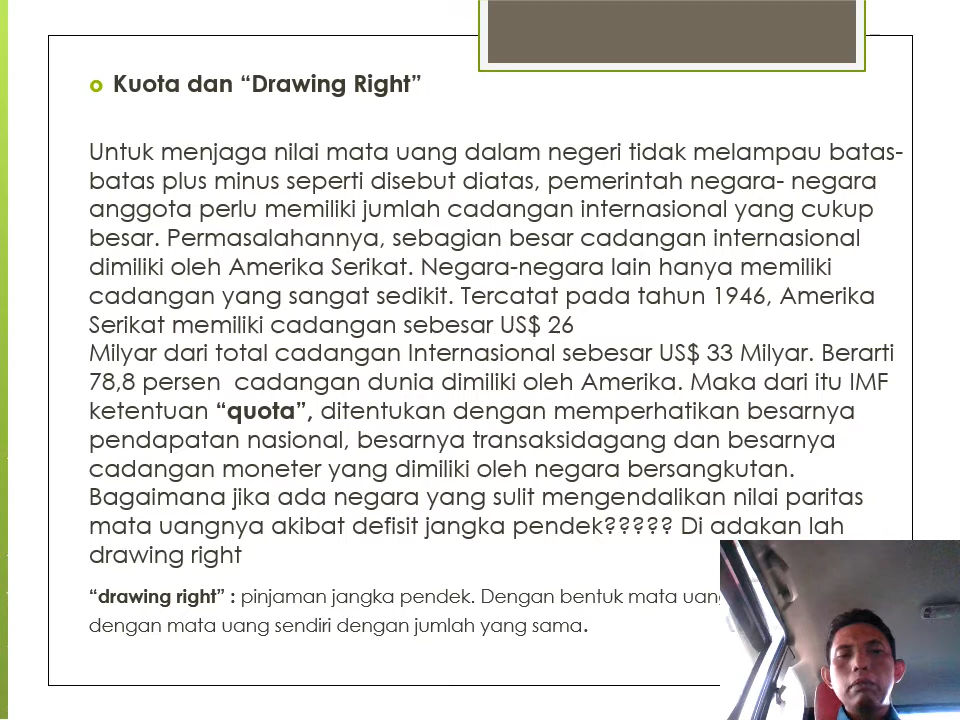 Kuota dan “Drawing Right”
Untuk menjaga nilai mata uang dalam negeri tidak melampau batas-
batas plus minus seperti disebut diatas, pemerintah negara- negara
anggota perlu memiliki jumlah cadangan internasional yang cukup
besar. Permasalahannya, sebagian besar cadangan internasional
dimiliki oleh Amerika Serikat. Negara-negara lain hanya memiliki
cadangan yang sangat sedikit. Tercatat pada tahun 1946, Amerika
Serikat memiliki cadangan sebesar US$ 26
Milyar dari total cadangan Internasional sebesar US$ 33 Milyar. Berarti
78,8 persen cadangan dunia dimiliki oleh Amerika. Maka dari itu IMF
ketentuan “quota”, ditentukan dengan memperhatikan besarnya
pendapatan nasional, besarnya transaksidagang dan besarnya
cadangan moneter yang dimiliki oleh negara bersangkutan.
Bagaimana jika ada negara yang sulit mengendalikan nilai paritas
mata uangnya akibat defisit jangka pendek????? Di adakan lah
drawing right
“drawing right” : pinjaman jangka pendek. Dengan bentuk mata
dengan mata uang sendiri dengan jumlah yang sama.